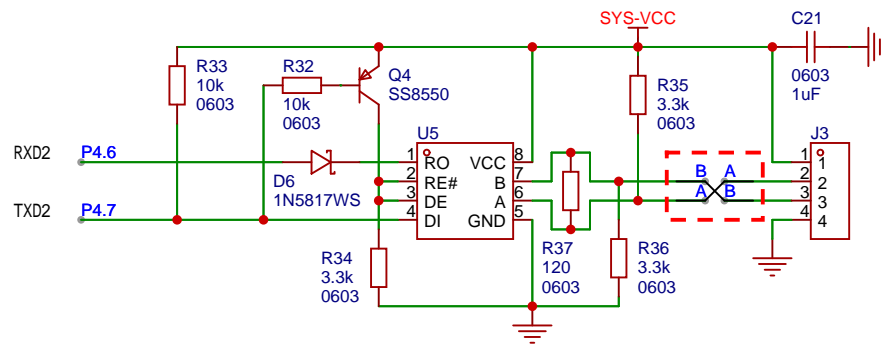 SYS-VCC
C21
0603
1uF
R33
10k
0603
R32
10k
0603
Q4
SS8550
R35
3.3k
0603
U5
J3
RXD2
P4.6
D6
1N5817WS
1
RO
VCC
8
2
RE#
B
7
3
DE
A
6
4
DI
GND
5
B A
A B
1
1
2
2
3
3
4
4
TXD2
P4.7
R34
3.3k
0603
R37
120
0603
R36
3.3k
0603